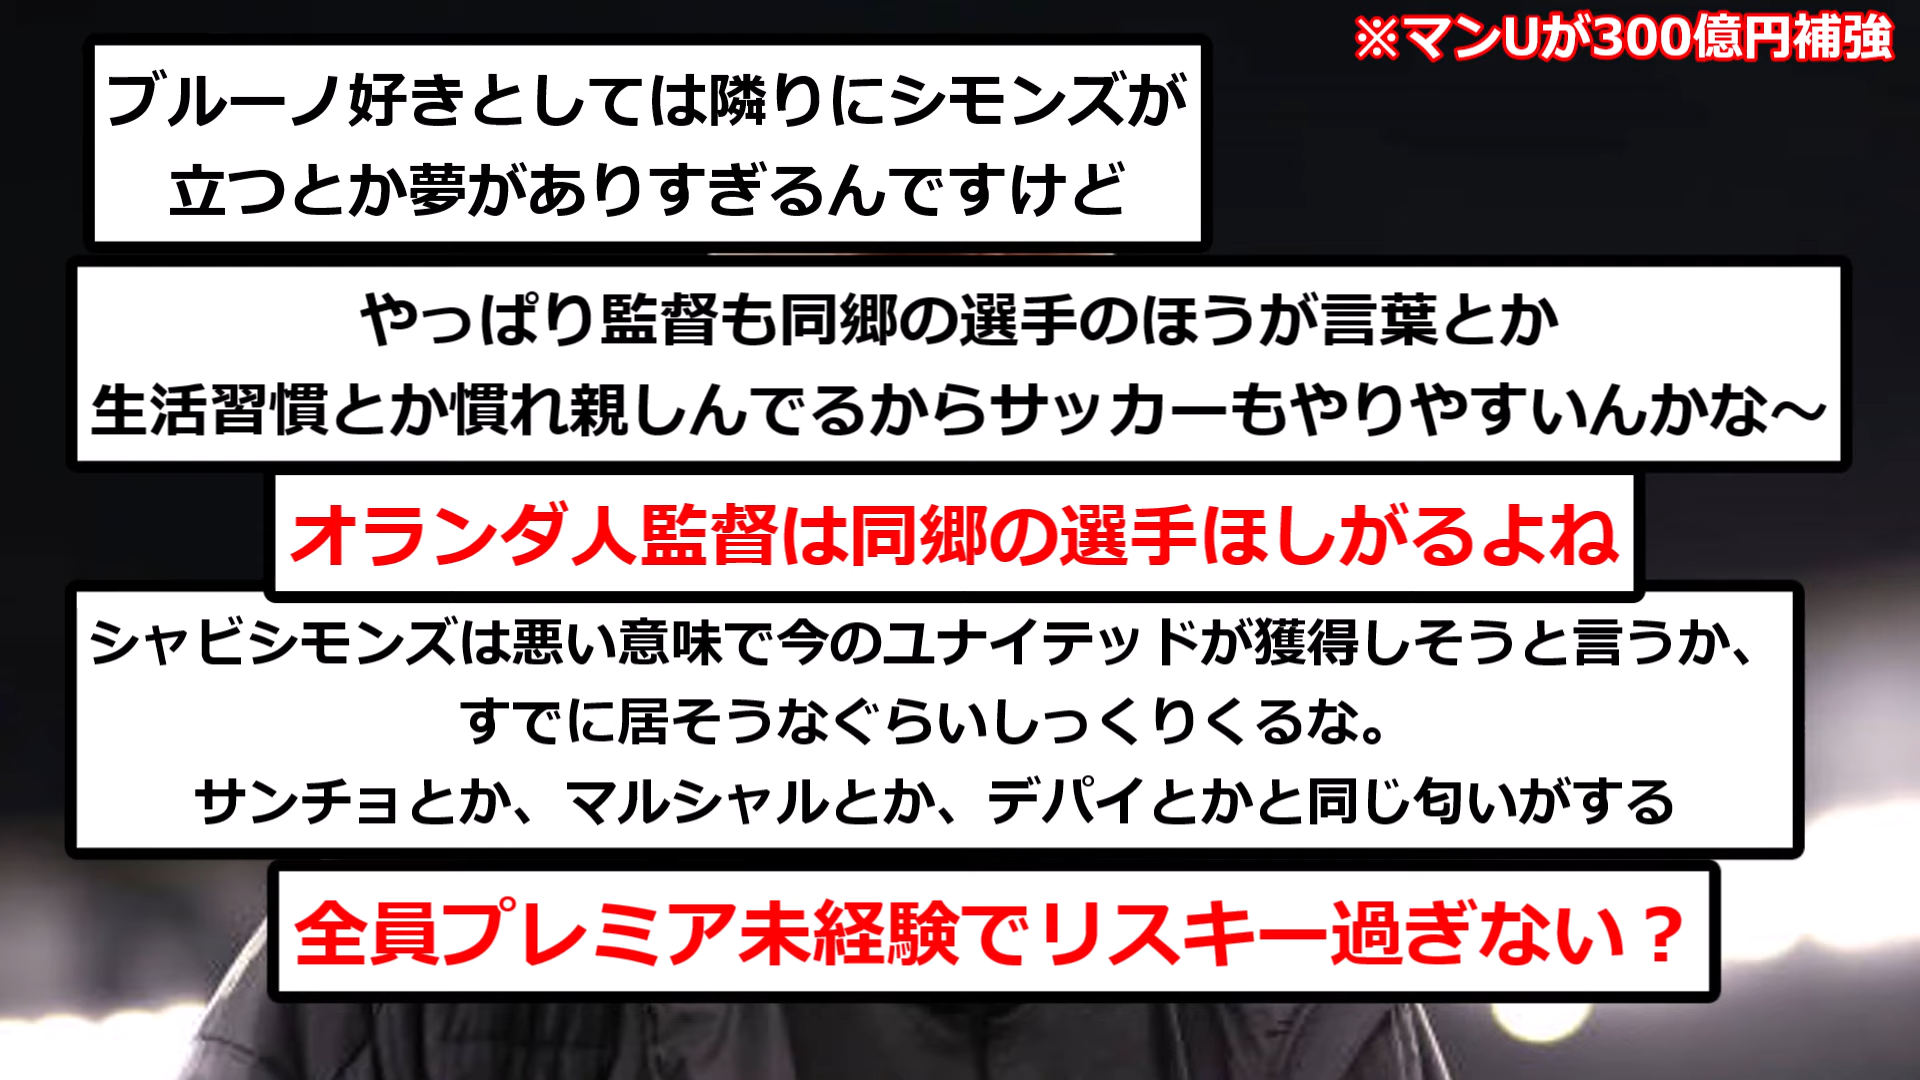 ※マンUが300億円補強
ブルーノ好きとしては隣りにシモンズが
立つとか夢がありすぎるんですけど
やっぱり監督も同郷の選手のほうが言葉とか
生活習慣とか慣れ親しんでるからサッカーもやりやすいんかな～
オランダ人監督は同郷の選手ほしがるよね
シャビシモンズは悪い意味で今のユナイテッドが獲得しそうと言うか、
すでに居そうなぐらいしっくりくるな。
サンチョとか、マルシャルとか、デパイとかと同じ匂いがする
全員プレミア未経験でリスキー過ぎない？